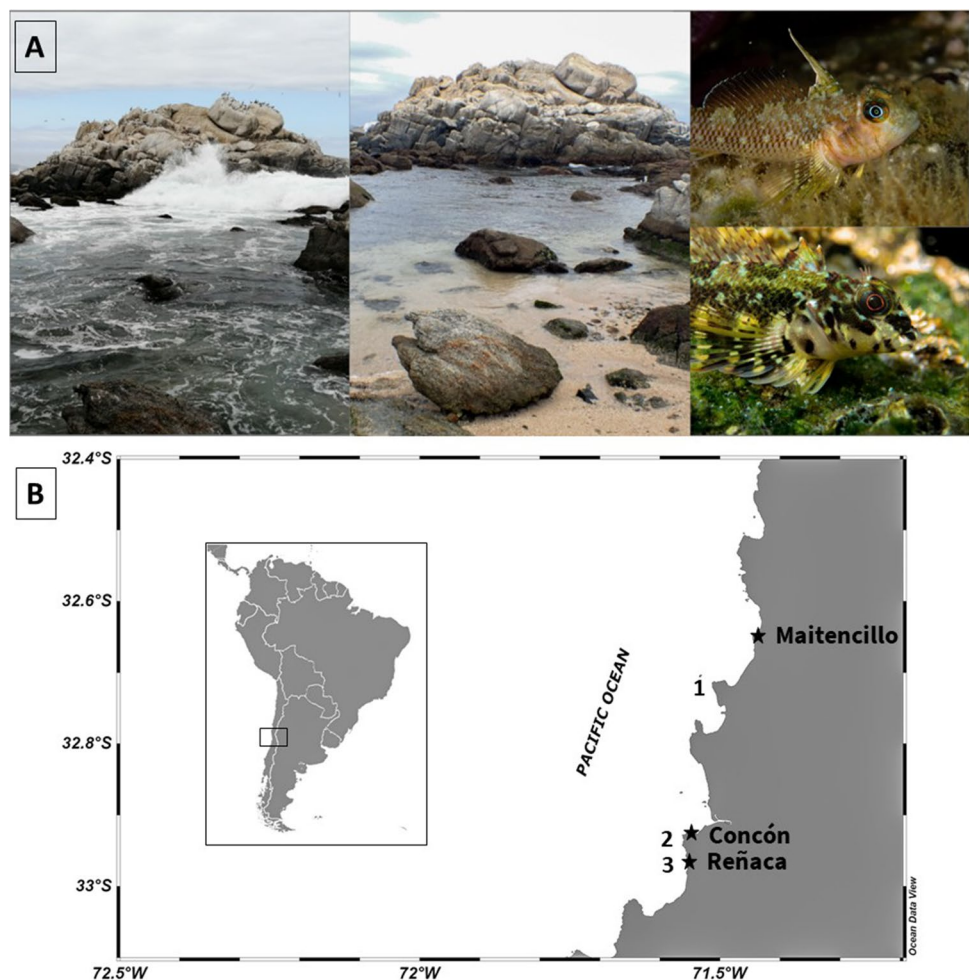 A
B
32.4°S
32.6°S
Maitencillo
1
PACIFIC OCEAN
32.8°S
2
Concón
3
Reñaca
33°S
Ocean Data View
72.5°W
72°W
71.5°W